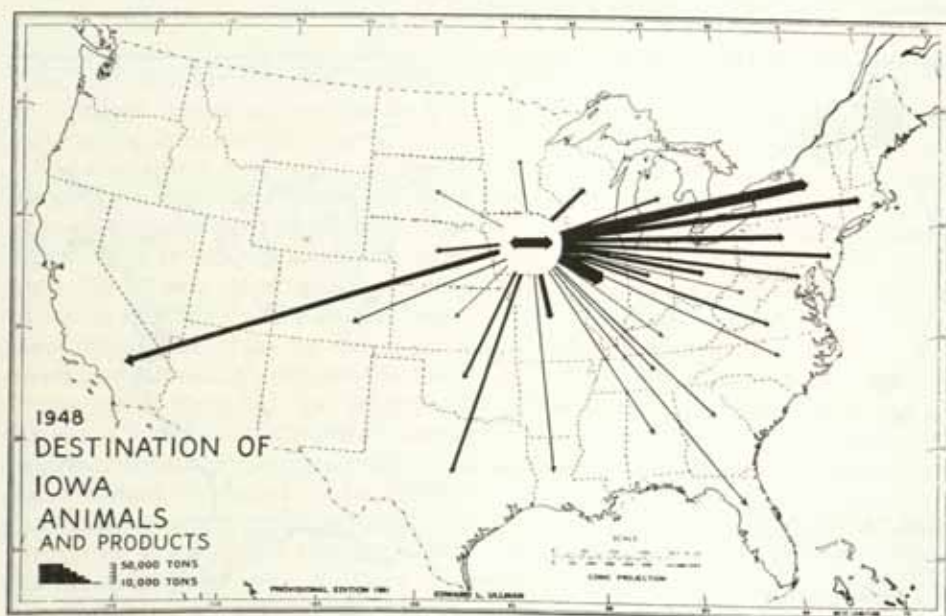 1948
DESTINATION OF
IOWA
ANIMALS
AND PRODUCTS
50,000 TONS
10,000 TONS
SCALE
CONIC PROJECTION
PROVISIONAL EDITION
EDWARD L. ULLMAN